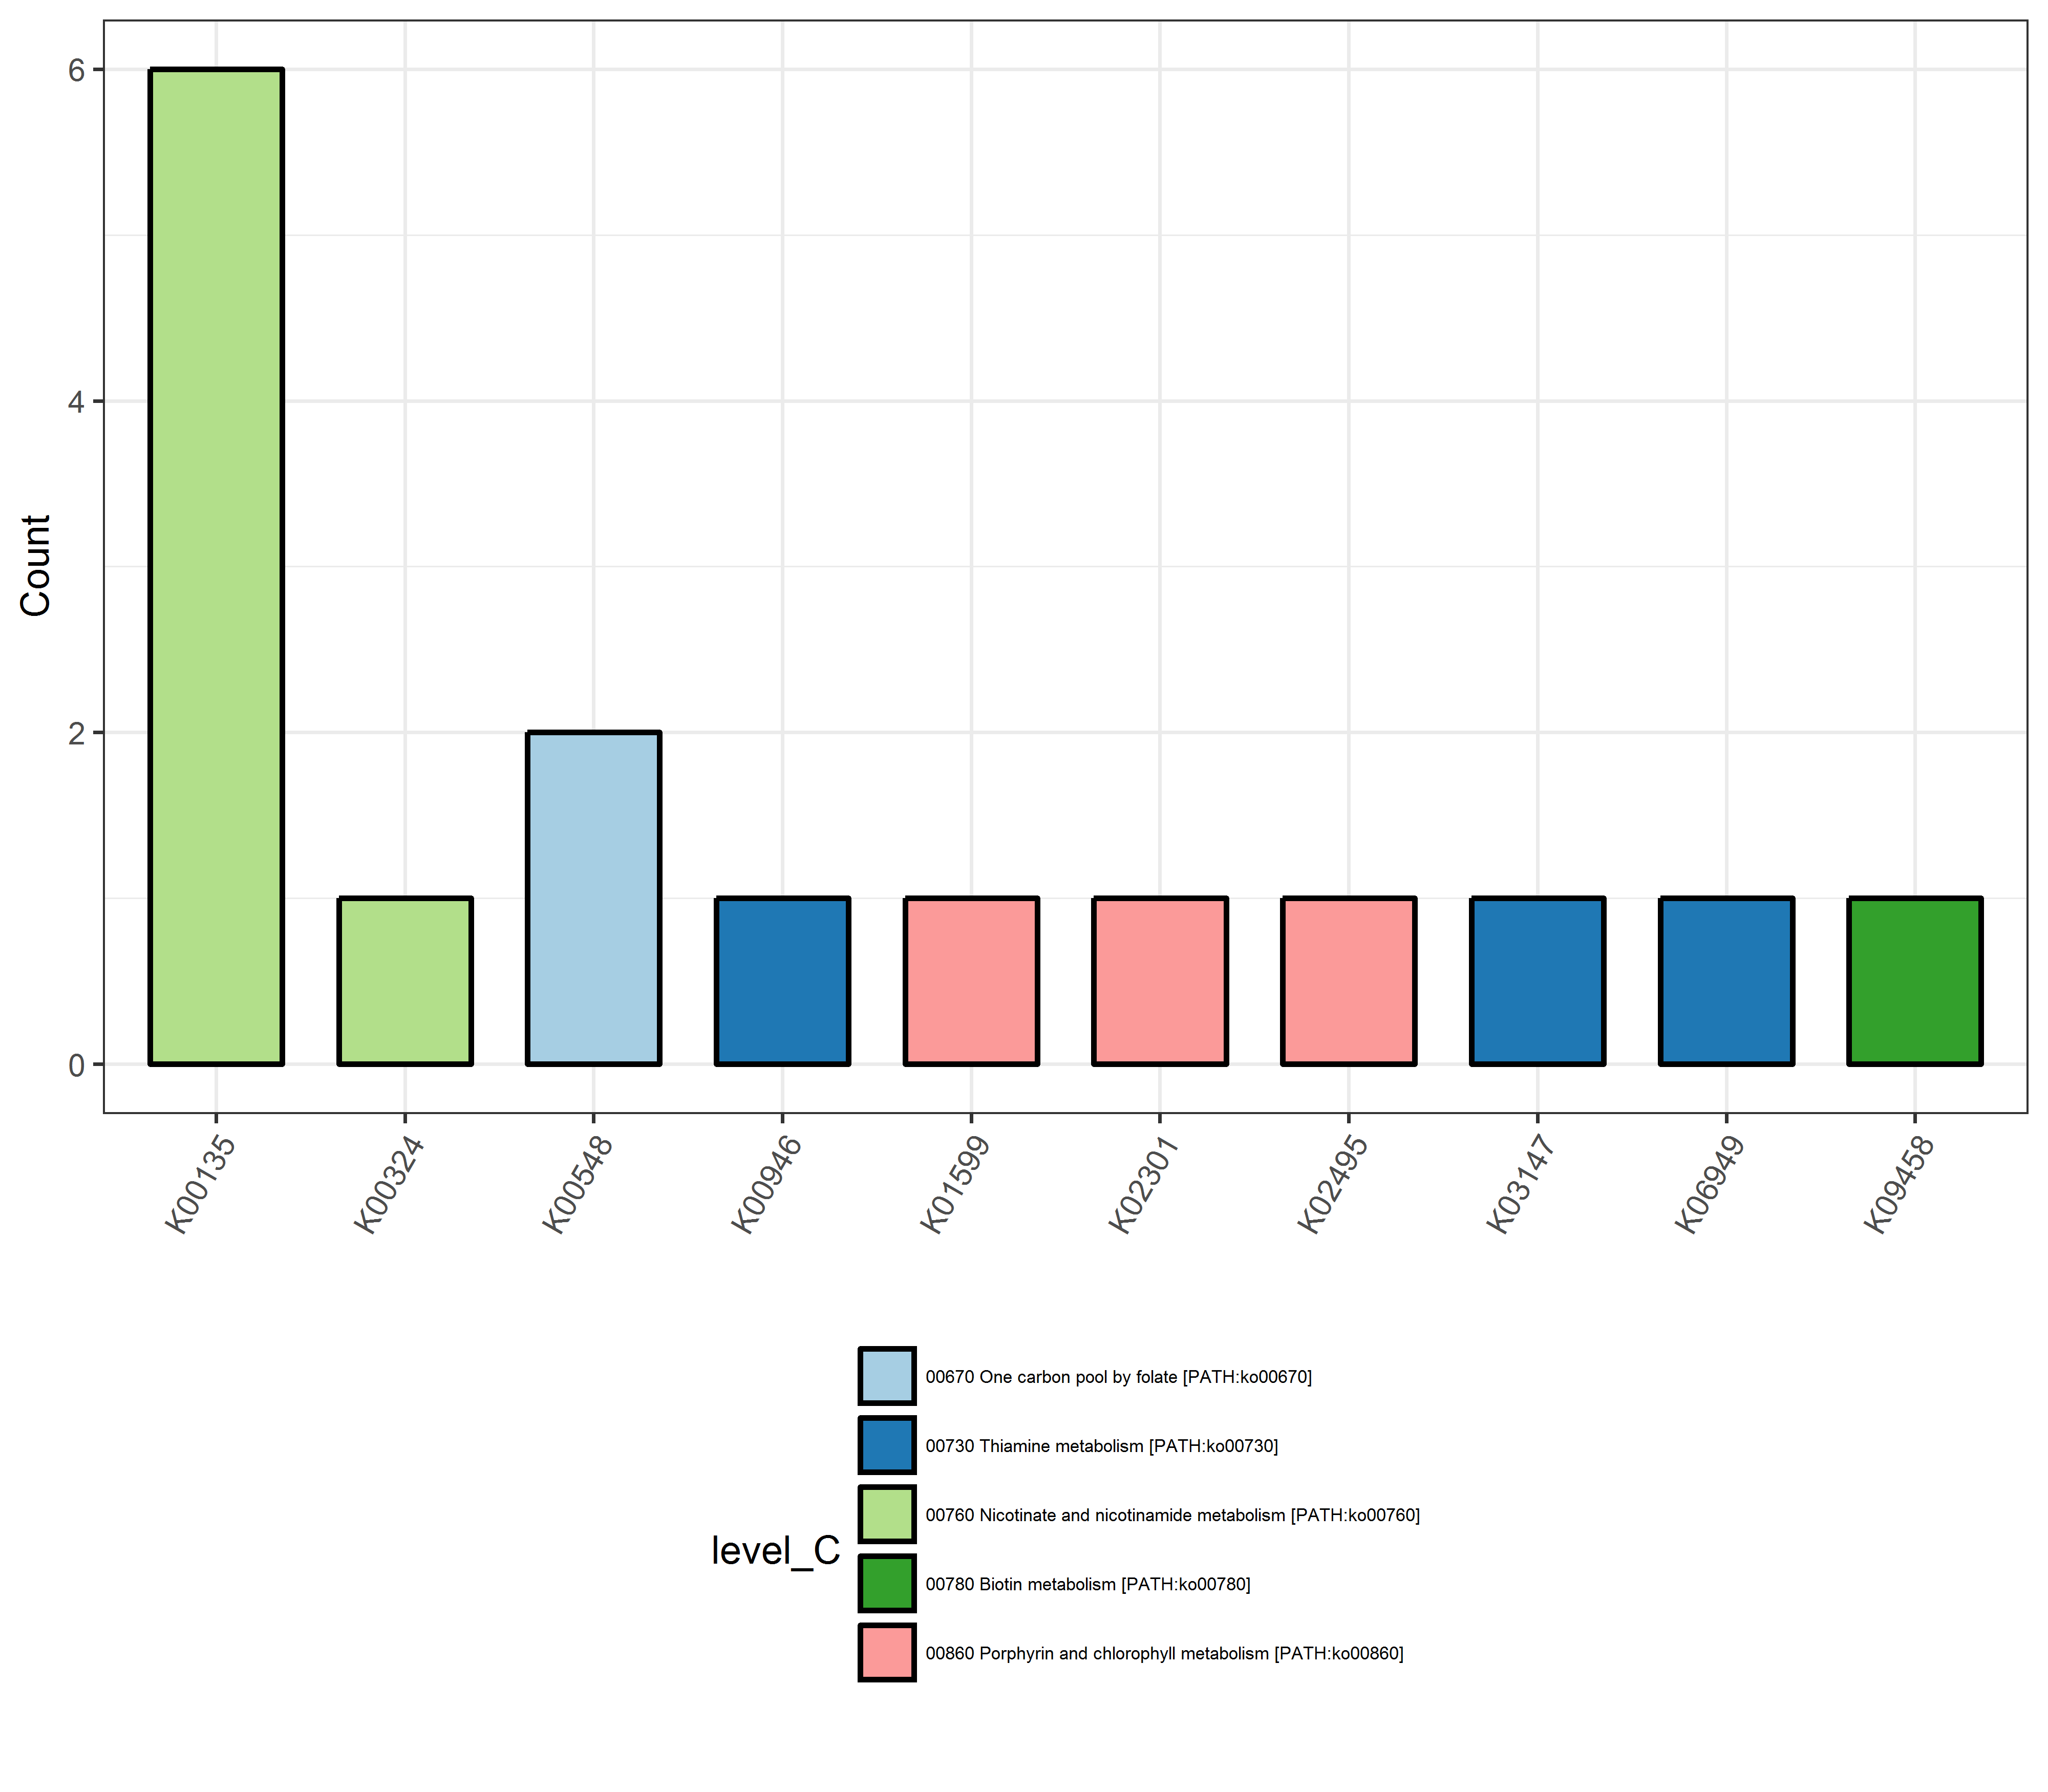 6
4
2
0
Count
K00135
K00324
K00548
K00946
K01599
K02301
K02495
K03147
K06949
K09458
level_C
00670 One carbon pool by folate [PATH:ko00670]
00730 Thiamine metabolism [PATH:ko00730]
00760 Nicotinate and nicotinamide metabolism [PATH:ko00760]
00780 Biotin metabolism [PATH:ko00780]
00860 Porphyrin and chlorophyll metabolism [PATH:ko00860]